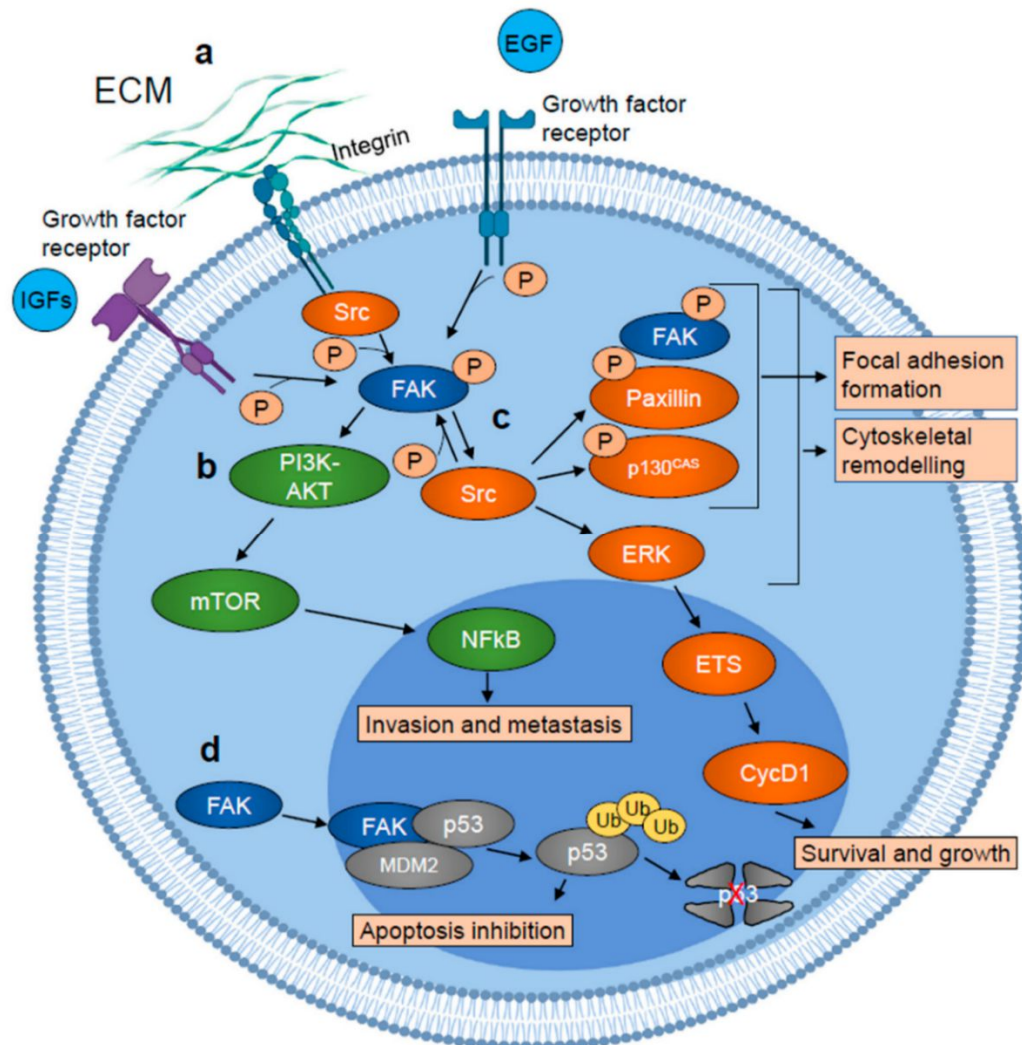 EGF
a
ECM
Integrin
Growth factor
receptor
Growth factor
receptor
IGFs
P
Src
P
P
FAK
P
P
FAK
P
Paxillin
Focal adhesion
formation
c
b
PI3K-
AKT
P
Src
P
p130CAS
Cytoskeletal
remodelling
ERK
mTOR
NFkB
ETS
Invasion and metastasis
d
CycD1
FAK
FAK
p53
MDM2
p53
Ub
Ub
Ub
Survival and growth
p53
Apoptosis inhibition